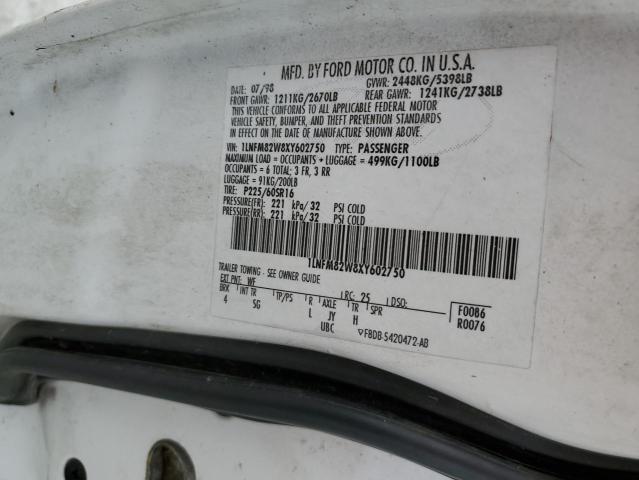 MFD. BY FORD MOTOR CO. IN U.S.A.
DATE: 07/98 GVWR: 2448KG/5398LB
FRONT GAWR: 1211KG/2670LB REAR GAWR: 1241KG/2738LB
THIS VEHICLE CONFORMS TO ALL APPLICABLE FEDERAL MOTOR
VEHICLE SAFETY, BUMPER, AND THEFT PREVENTION STANDARDS
IN EFFECT ON THE DATE OF MANUFACTURE SHOWN ABOVE.
VIN: 1LNFM82W8XY602750 TYPE: PASSENGER
MAXIMUM LOAD = OCCUPANTS + LUGGAGE = 499KG/1100LB
OCCUPANTS = 6 TOTAL; 3 FR, 3 RR
LUGGAGE = 91KG/200LB
TIRE: P225/60SR16
PRESSURE(FR): 221 kPa/32 PSI COLD
PRESSURE(RR): 221 kPa/32 PSI COLD
1LNFM82W8XY602750
TRAILER TOWING - SEE OWNER GUIDE
EXT PNT: WF RC: 25 DSO: F0086
BRK INT TR TP/PS R AXLE TR SPR R0076
4 SG L JY H
UBC ▽F8DB-5420472-AB